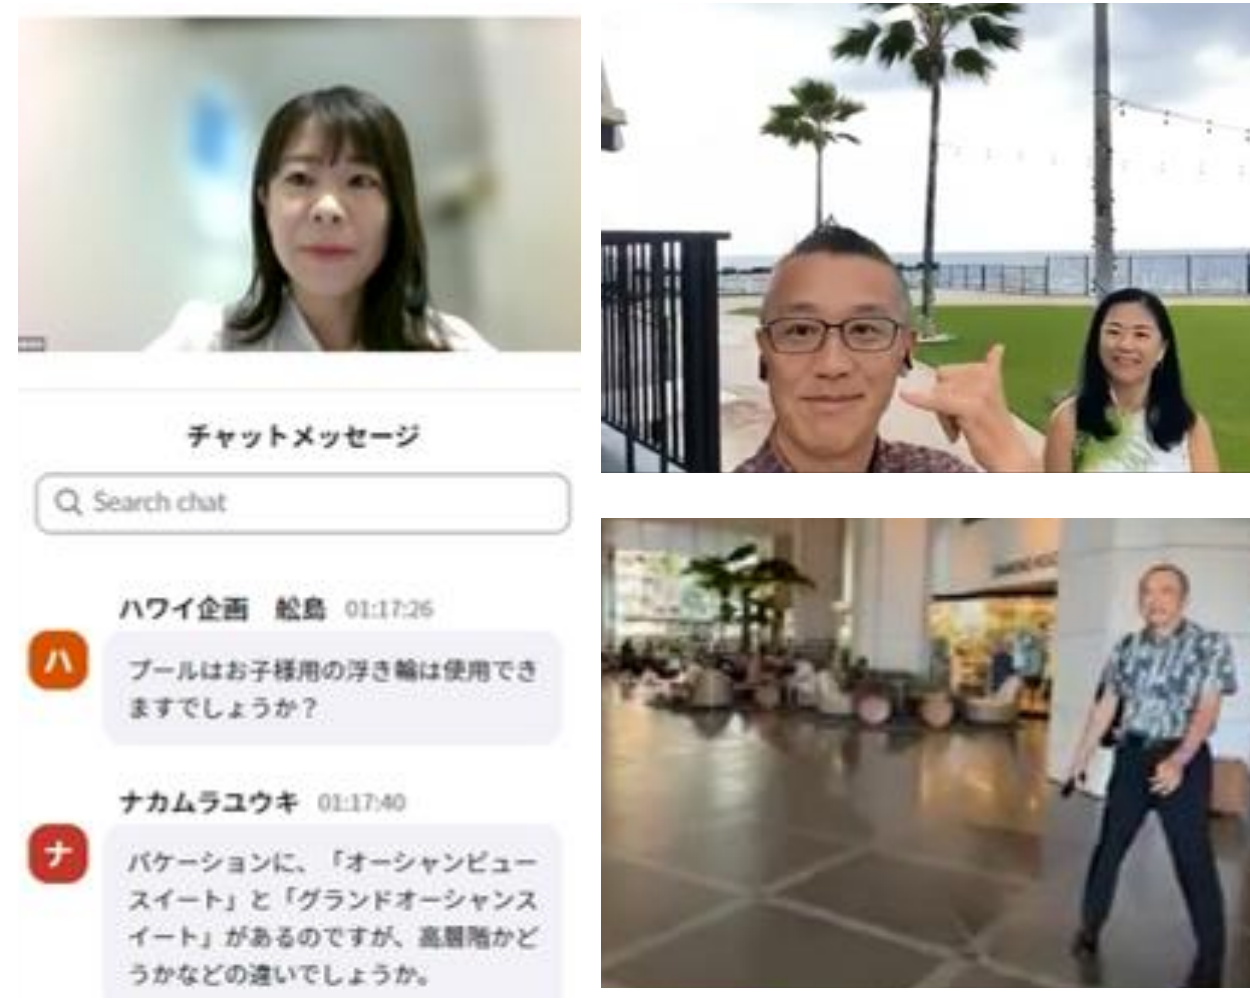 チャットメッセージ
Search chat
ハワイ企画 舩島 01:17:26
ハ
プールはお子様用の浮き輪は使用でき
ますでしょうか？
ナカムラユウキ 01:17:40
ナ
バケーションに、「オーシャンビュー
スイート」と「グランドオーシャンス
イート」があるのですが、高層階かど
うかなどの違いでしょうか。